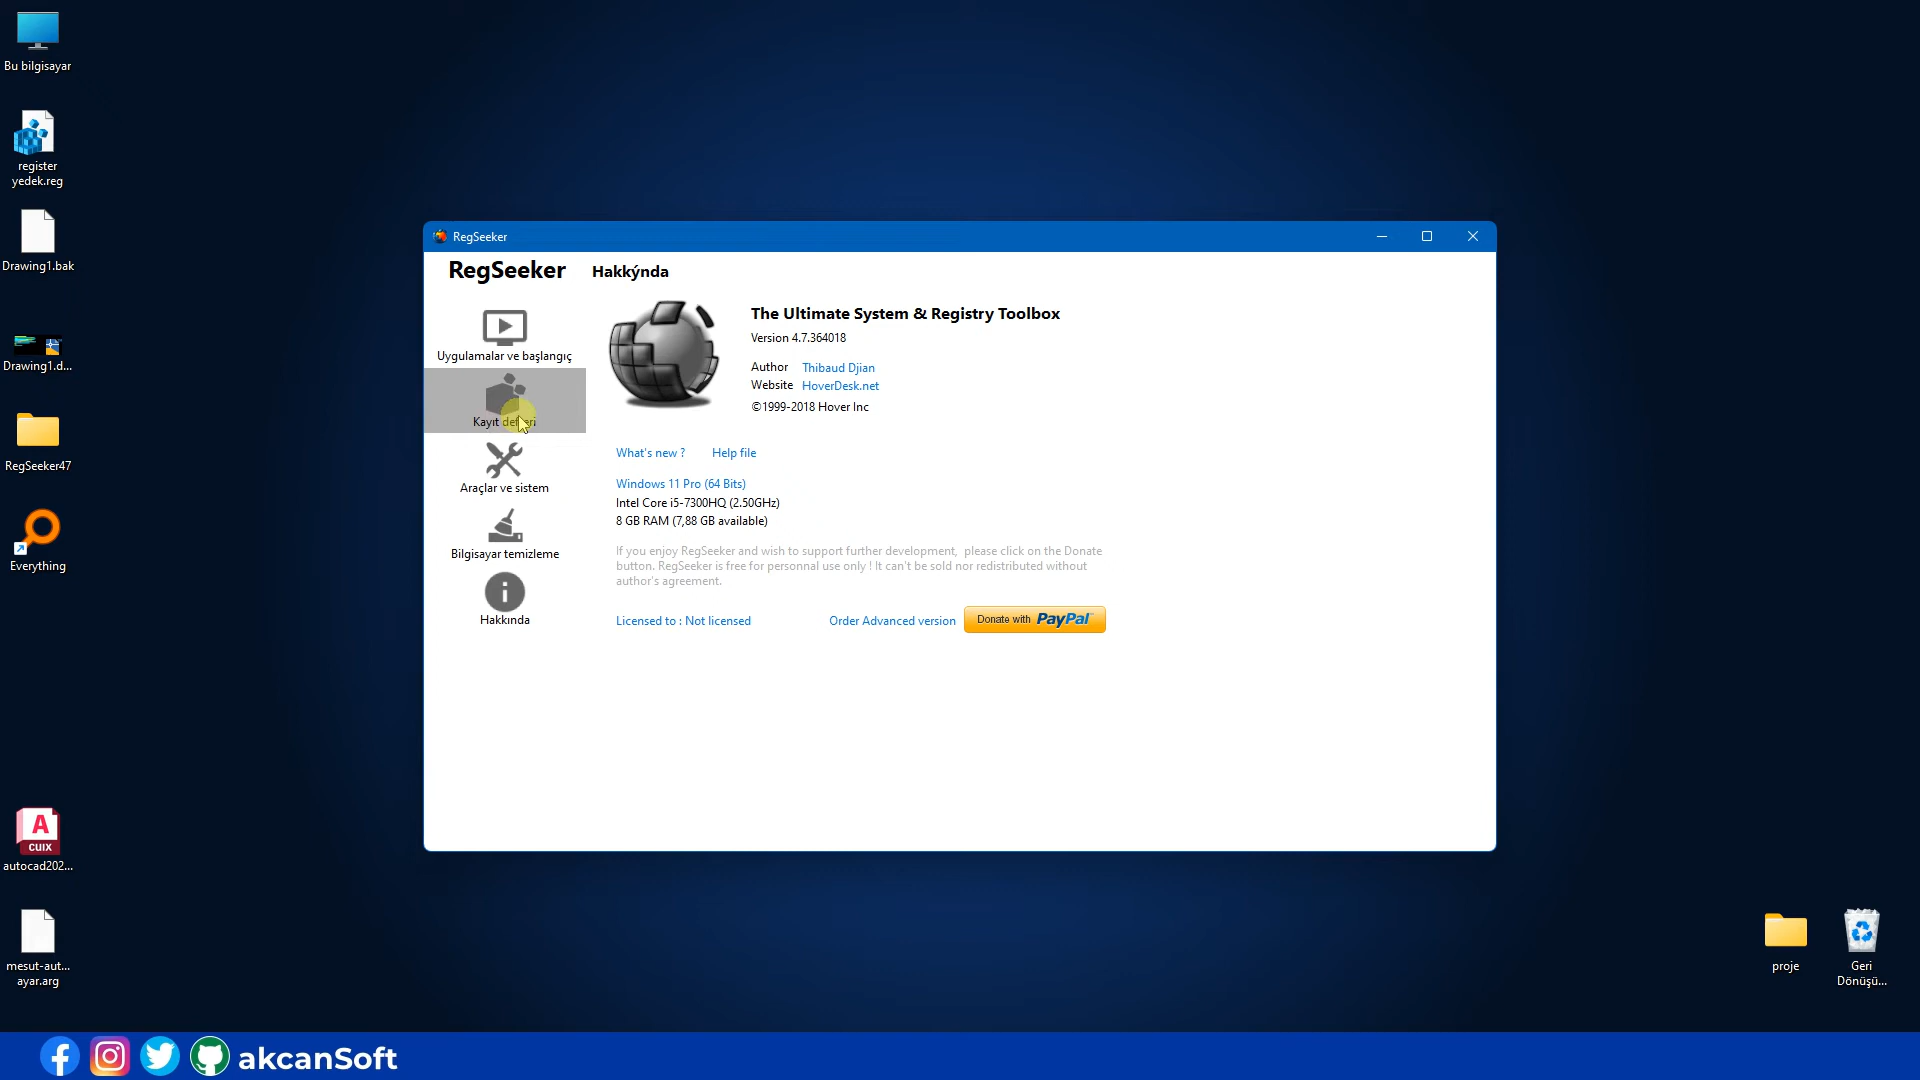 Bu bilgisayar
register
yedek.reg
Drawing1.bak
Drawing1.d...
RegSeeker47
Everything
A
CUIX
autocad202...
mesut-aut...
ayar.arg
RegSeeker
RegSeeker
Hakkýnda
Uygulamalar ve başlangıç
Kayıt defteri
Araçlar ve sistem
Bilgisayar temizleme
Hakkında
The Ultimate System & Registry Toolbox
Version 4.7.364018
Author Thibaud Djian
Website HoverDesk.net
©1999-2018 Hover Inc
What's new ? Help file
Windows 11 Pro (64 Bits)
Intel Core i5-7300HQ (2.50GHz)
8 GB RAM (7,88 GB available)
If you enjoy RegSeeker and wish to support further development, please click on the Donate
button. RegSeeker is free for personnal use only ! It can't be sold nor redistributed without
author's agreement.
Licensed to : Not licensed
Order Advanced version
Donate with PayPal
proje
Geri
Dönüşü...
akcanSoft